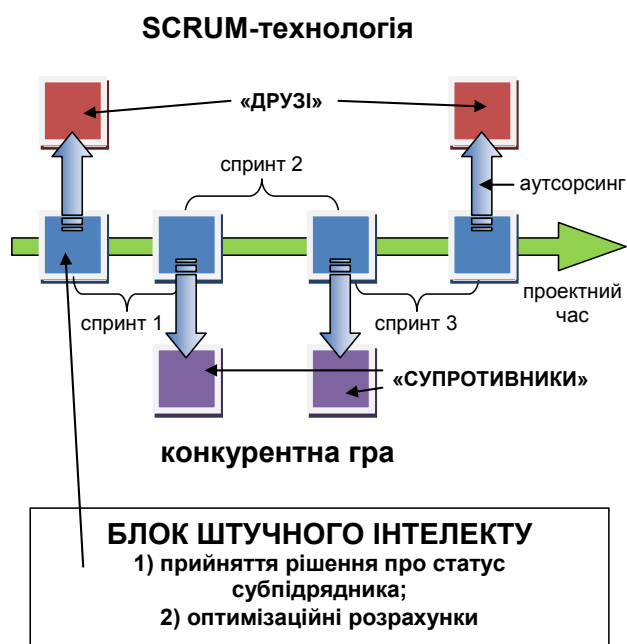 SCRUM-технологія
«ДРУЗІ»
спринт 2
аутсорсинг
проектний
час
спринт 1
спринт 3
«СУПРОТИВНИКИ»
конкурентна гра
БЛОК ШТУЧНОГО ІНТЕЛЕКТУ
1) прийняття рішення про статус
субпідрядника;
2) оптимізаційні розрахунки